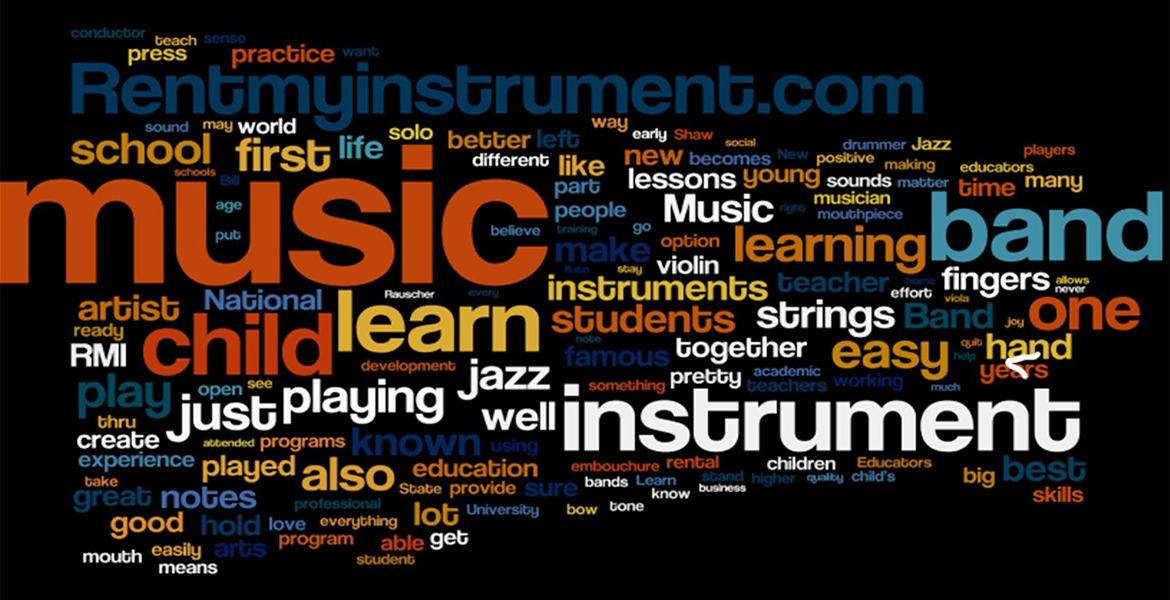 conductor teach sense
press practice want
Rentmyinstrument.com
sound may world solo better left way early Shaw social drummer Jazz players
school first life different like new becomes New positive making educators
schools Bill part lessons young sounds matter time many
music age people Music right musician mouthpiece band
put believe training go make option learning
flute stay violin teacher home fingers allows never
artist National Rauscher every instruments effort viola one
ready child learn students strings Band joy
RMI note famous together easy quit help hand
development jazz something pretty academic teachers working years
play open see just playing well much instrument
thru
create attended programs known using
experience played also education embouchure rental children Educators big best
take State provide sure bands Learn stand higher quality child's
great notes professional know business skills
good hold love everything lot University bow tone
mouth easily arts program able get
means student